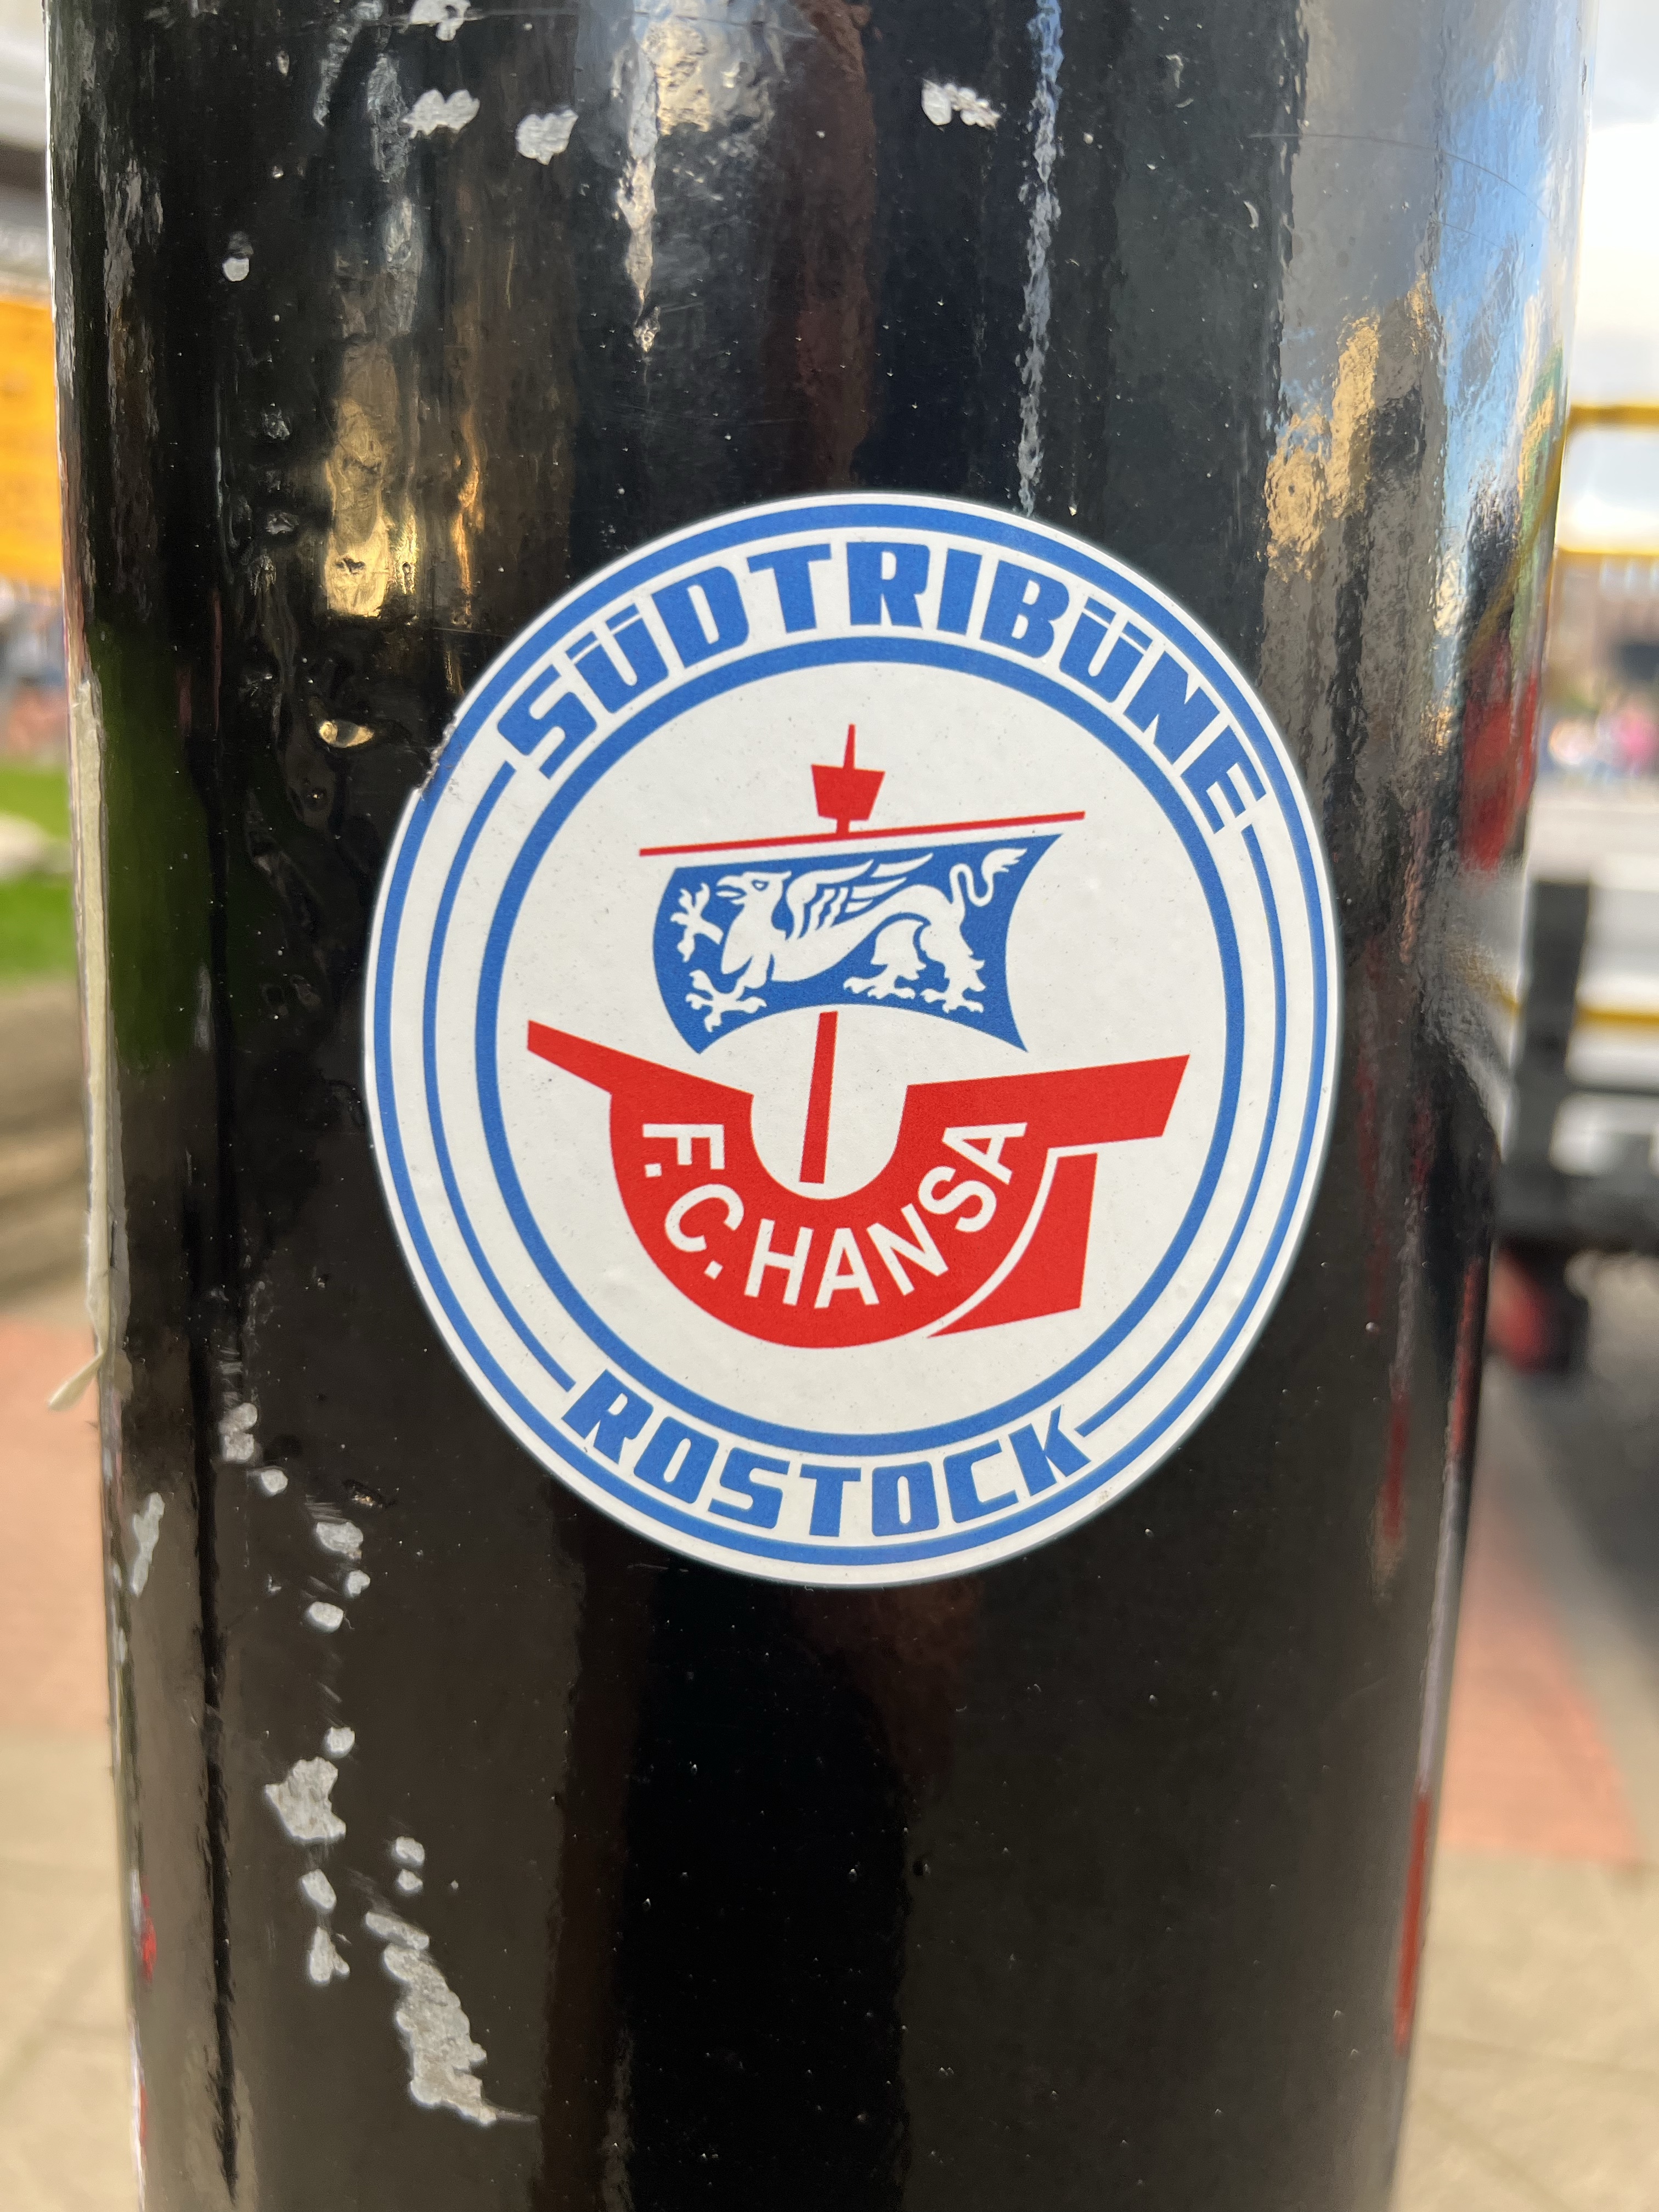 SÜDTRIBÜNE
F.C. HANSA
ROSTOCK